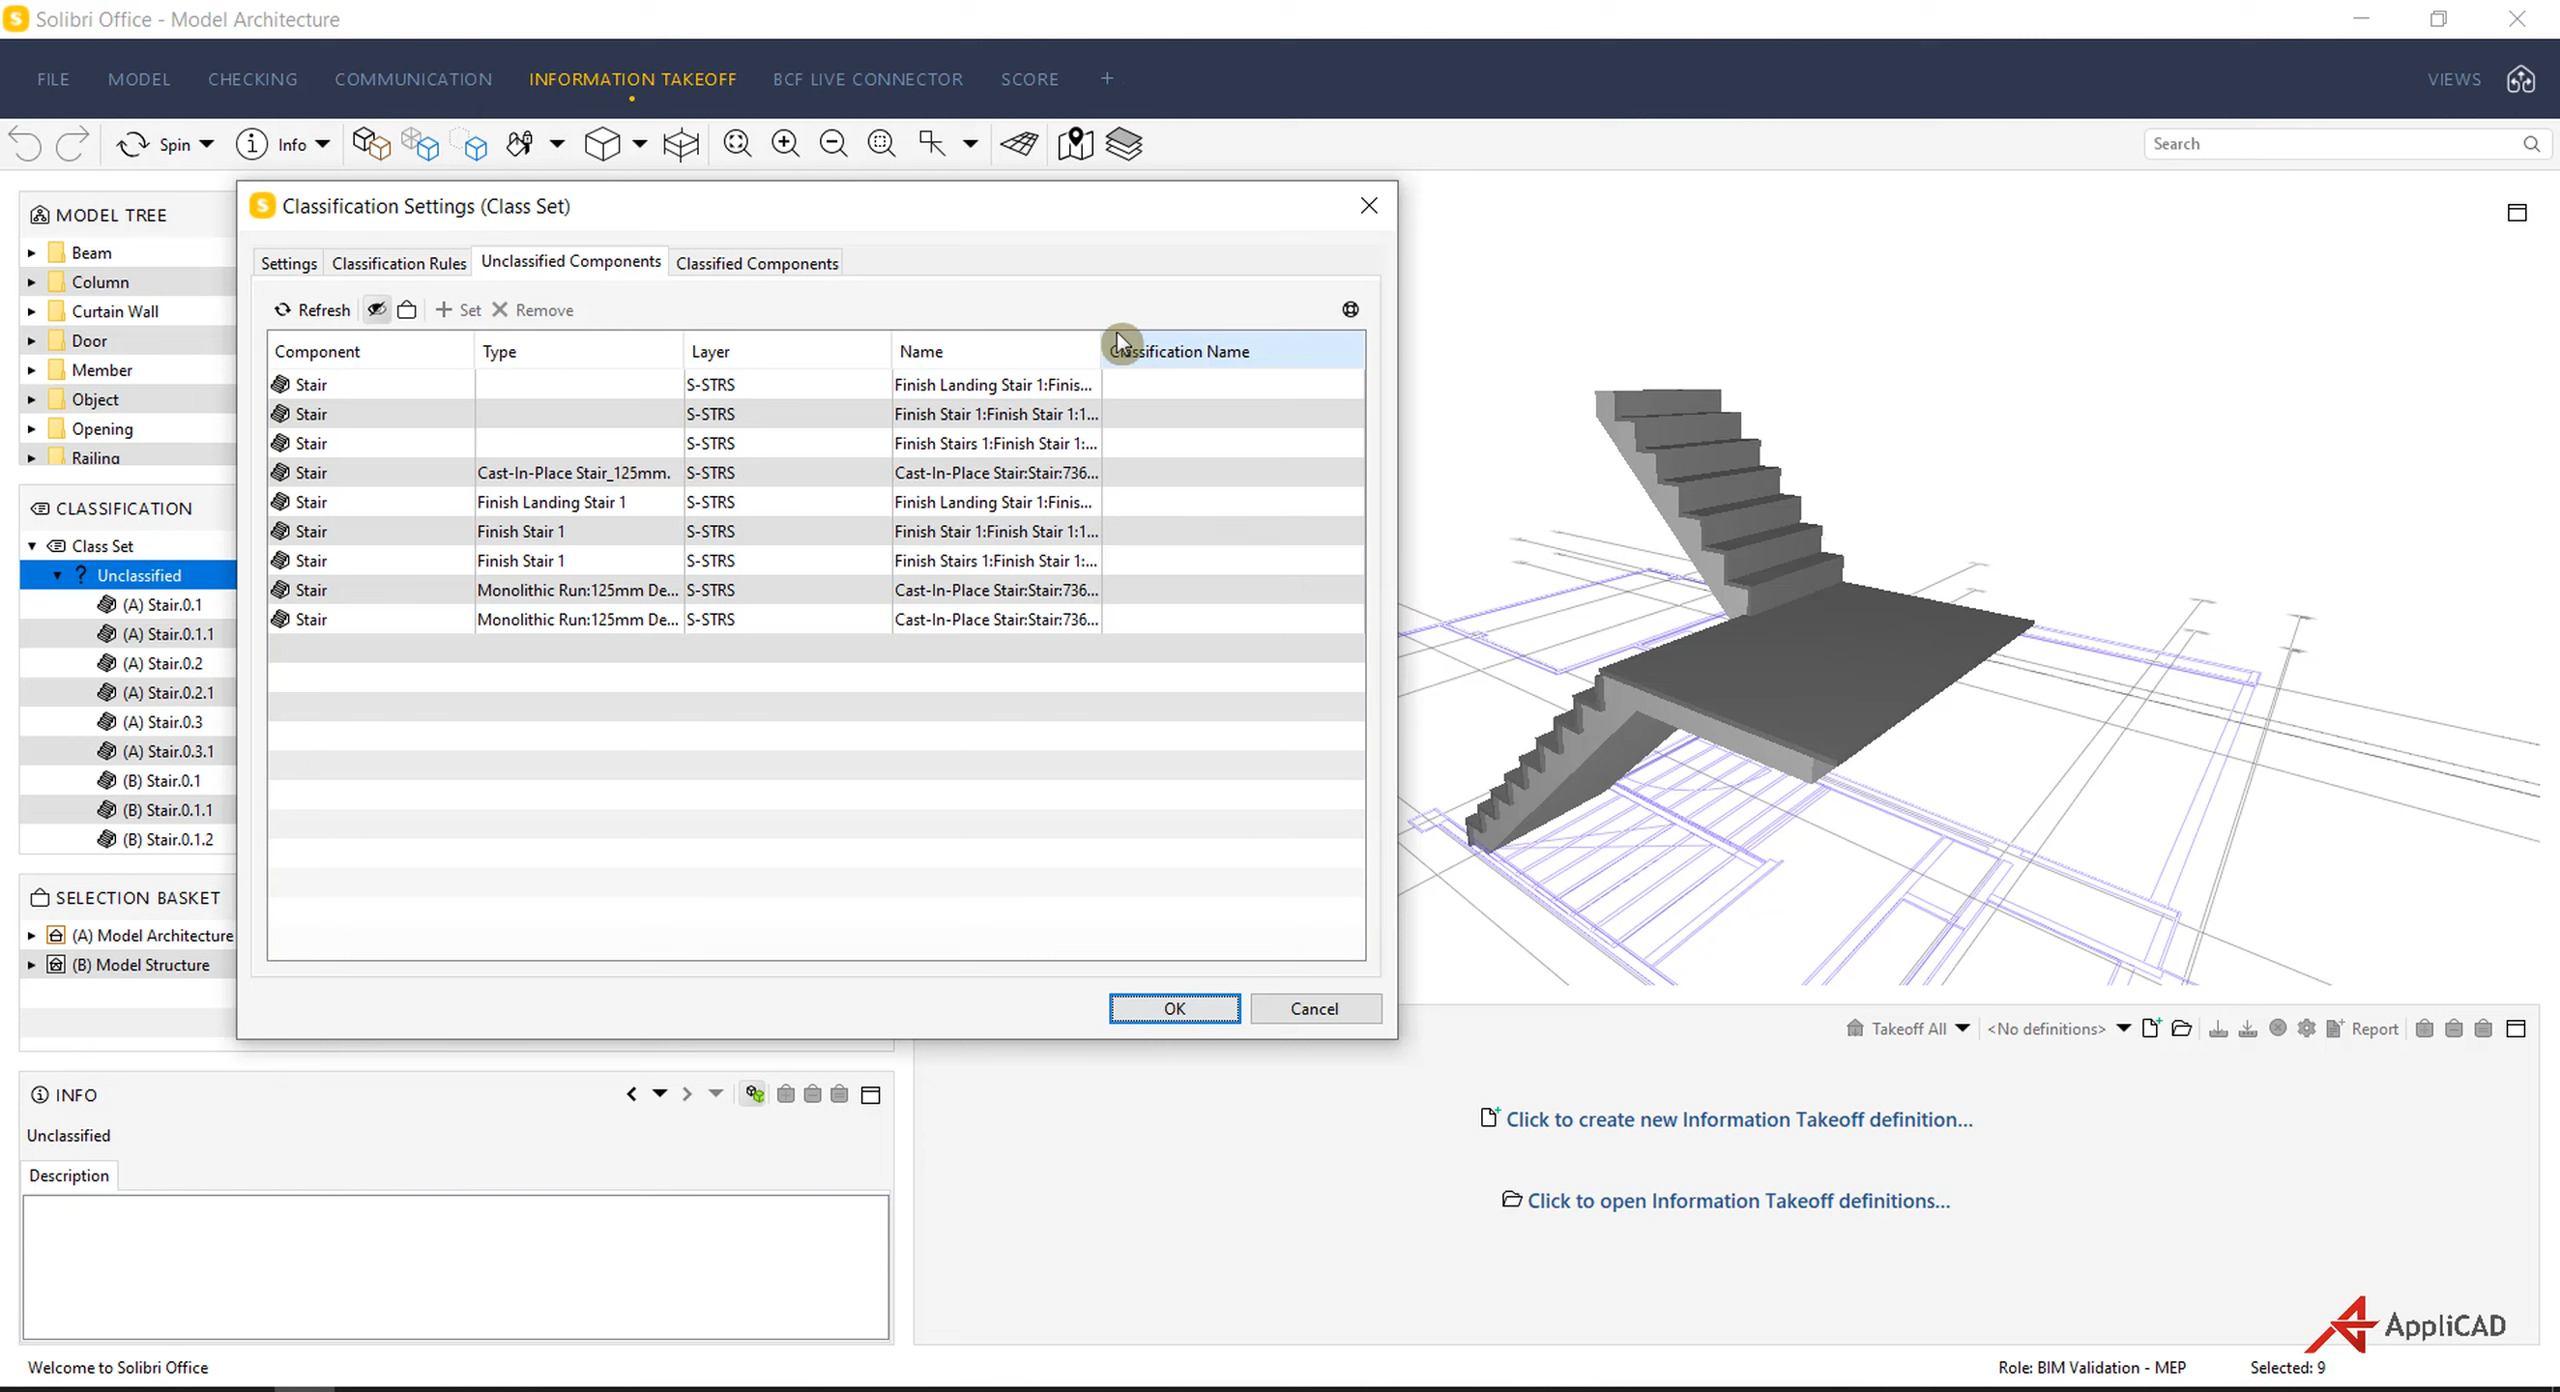 Solibri Office - Model Architecture
FILE MODEL CHECKING COMMUNICATION INFORMATION TAKEOFF BCF LIVE CONNECTOR SCORE + VIEWS
Spin Info Search
MODEL TREE
Beam
Column
Curtain Wall
Door
Member
Object
Opening
Railing
CLASSIFICATION
Class Set
? Unclassified
(A) Stair.0.1
(A) Stair.0.1.1
(A) Stair.0.2
(A) Stair.0.2.1
(A) Stair.0.3
(A) Stair.0.3.1
(B) Stair.0.1
(B) Stair.0.1.1
(B) Stair.0.1.2
SELECTION BASKET
(A) Model Architecture
(B) Model Structure
Classification Settings (Class Set)
Settings Classification Rules Unclassified Components Classified Components
Refresh Set Remove
Component Type Layer Name Classification Name
Stair S-STRS Finish Landing Stair 1:Finis...
Stair S-STRS Finish Stair 1:Finish Stair 1:1...
Stair S-STRS Finish Stairs 1:Finish Stair 1:...
Stair Cast-In-Place Stair_125mm. S-STRS Cast-In-Place Stair:Stair:736...
Stair Finish Landing Stair 1 S-STRS Finish Landing Stair 1:Finis...
Stair Finish Stair 1 S-STRS Finish Stair 1:Finish Stair 1:1...
Stair Finish Stair 1 S-STRS Finish Stairs 1:Finish Stair 1:...
Stair Monolithic Run:125mm De... S-STRS Cast-In-Place Stair:Stair:736...
Stair Monolithic Run:125mm De... S-STRS Cast-In-Place Stair:Stair:736...
OK Cancel
Takeoff All <No definitions> Report
INFO
Unclassified
Description
Click to create new Information Takeoff definition...
Click to open Information Takeoff definitions...
AppliCAD
Welcome to Solibri Office
Role: BIM Validation - MEP Selected: 9